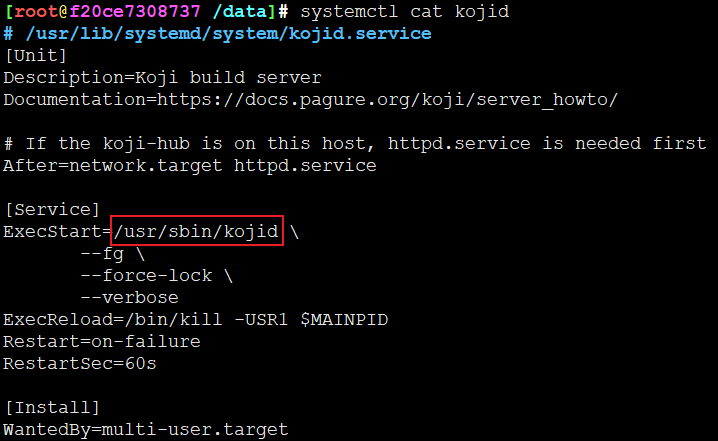 [root@f20ce7308737 /data]# systemctl cat kojid
# /usr/lib/systemd/system/kojid.service
[Unit]
Description=Koji build server
Documentation=https://docs.pagure.org/koji/server_howto/
# If the koji-hub is on this host, httpd.service is needed first
After=network.target httpd.service
[Service]
ExecStart=/usr/sbin/kojid \
--fg \
--force-lock \
--verbose
ExecReload=/bin/kill -USR1 $MAINPID
Restart=on-failure
RestartSec=60s
[Install]
WantedBy=multi-user.target